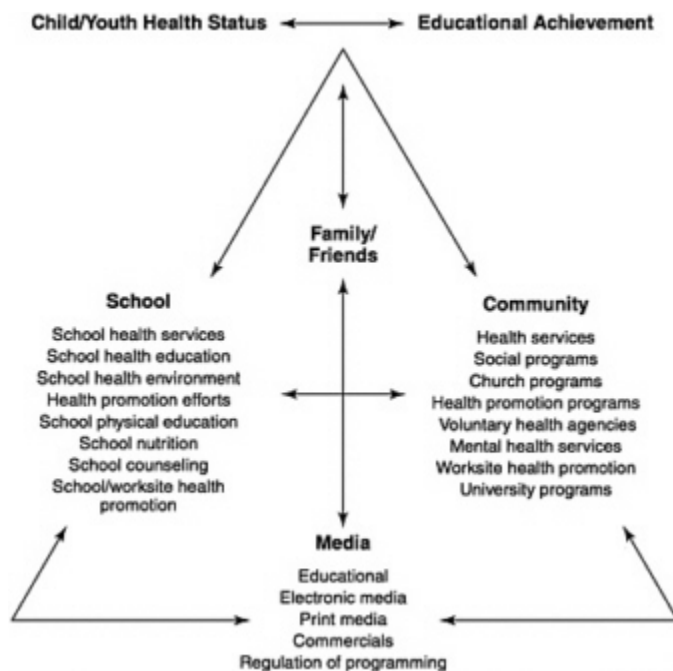 Child/Youth Health Status
Educational Achievement
Family/
Friends
School
School health services
School health education
School health environment
Health promotion efforts
School physical education
School nutrition
School counseling
School/worksite health
promotion
Community
Health services
Social programs
Church programs
Health promotion programs
Voluntary health agencies
Mental health services
Worksite health promotion
University programs
Media
Educational
Electronic media
Print media
Commercials
Regulation of programming